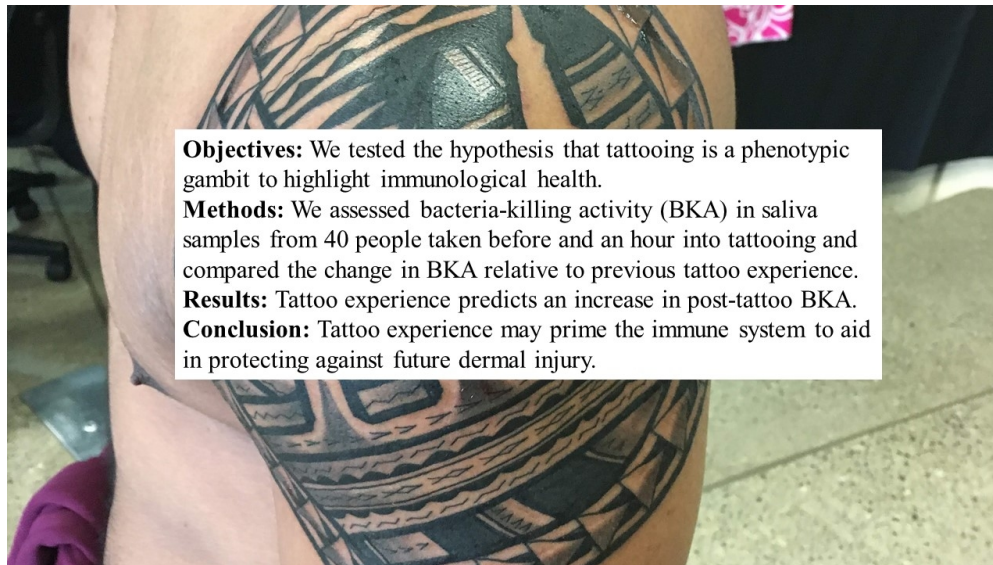 Objectives: We tested the hypothesis that tattooing is a phenotypic
gambit to highlight immunological health.
Methods: We assessed bacteria-killing activity (BKA) in saliva
samples from 40 people taken before and an hour into tattooing and
compared the change in BKA relative to previous tattoo experience.
Results: Tattoo experience predicts an increase in post-tattoo BKA.
Conclusion: Tattoo experience may prime the immune system to aid
in protecting against future dermal injury.